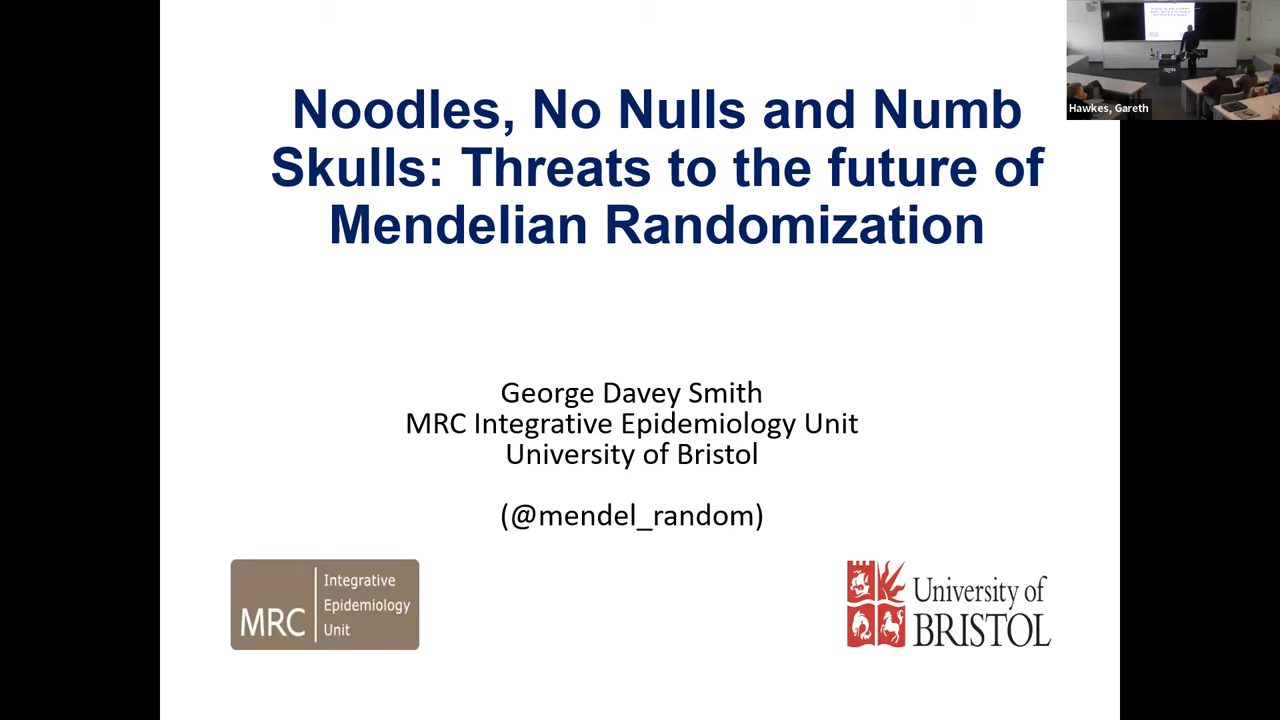 Noodles, No Nulls and Numb
Skulls: Threats to the future of
Mendelian Randomization
Hawkes, Gareth
George Davey Smith
MRC Integrative Epidemiology Unit
University of Bristol
(@mendel_random)
MRC
Integrative
Epidemiology
Unit
University of
BRISTOL